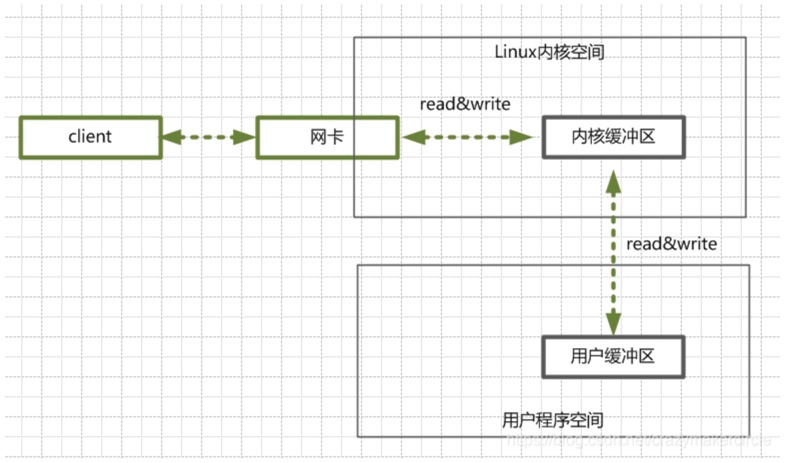 Linux内核空间
read&write
client
网卡
内核缓冲区
read&write
用户缓冲区
用户程序空间